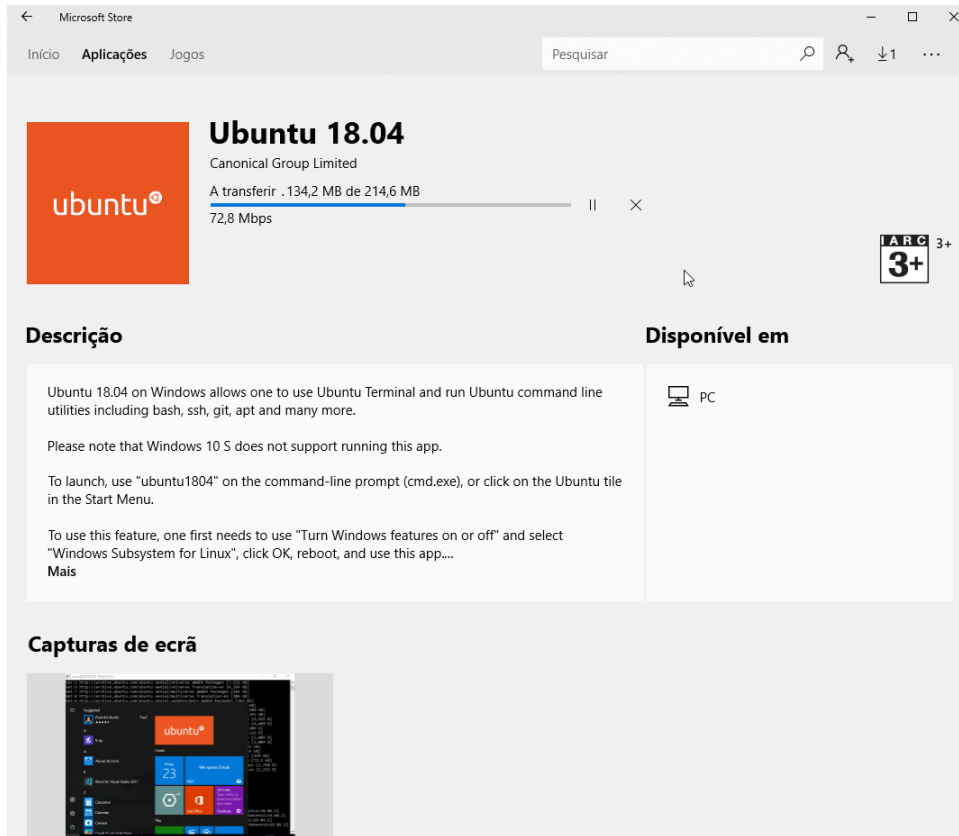 Microsoft Store
Início Aplicações Jogos
Pesquisar
1
ubuntu
Ubuntu 18.04
Canonical Group Limited
A transferir . 134,2 MB de 214,6 MB
72,8 Mbps
IARC
3+
3+
Descrição
Disponível em
Ubuntu 18.04 on Windows allows one to use Ubuntu Terminal and run Ubuntu command line
utilities including bash, ssh, git, apt and many more.
Please note that Windows 10 S does not support running this app.
To launch, use "ubuntu1804" on the command-line prompt (cmd.exe), or click on the Ubuntu tile
in the Start Menu.
To use this feature, one first needs to use "Turn Windows features on or off" and select
"Windows Subsystem for Linux", click OK, reboot, and use this app....
Mais
PC
Capturas de ecrã
ubuntu
23
Calculator
Calendar
Camera